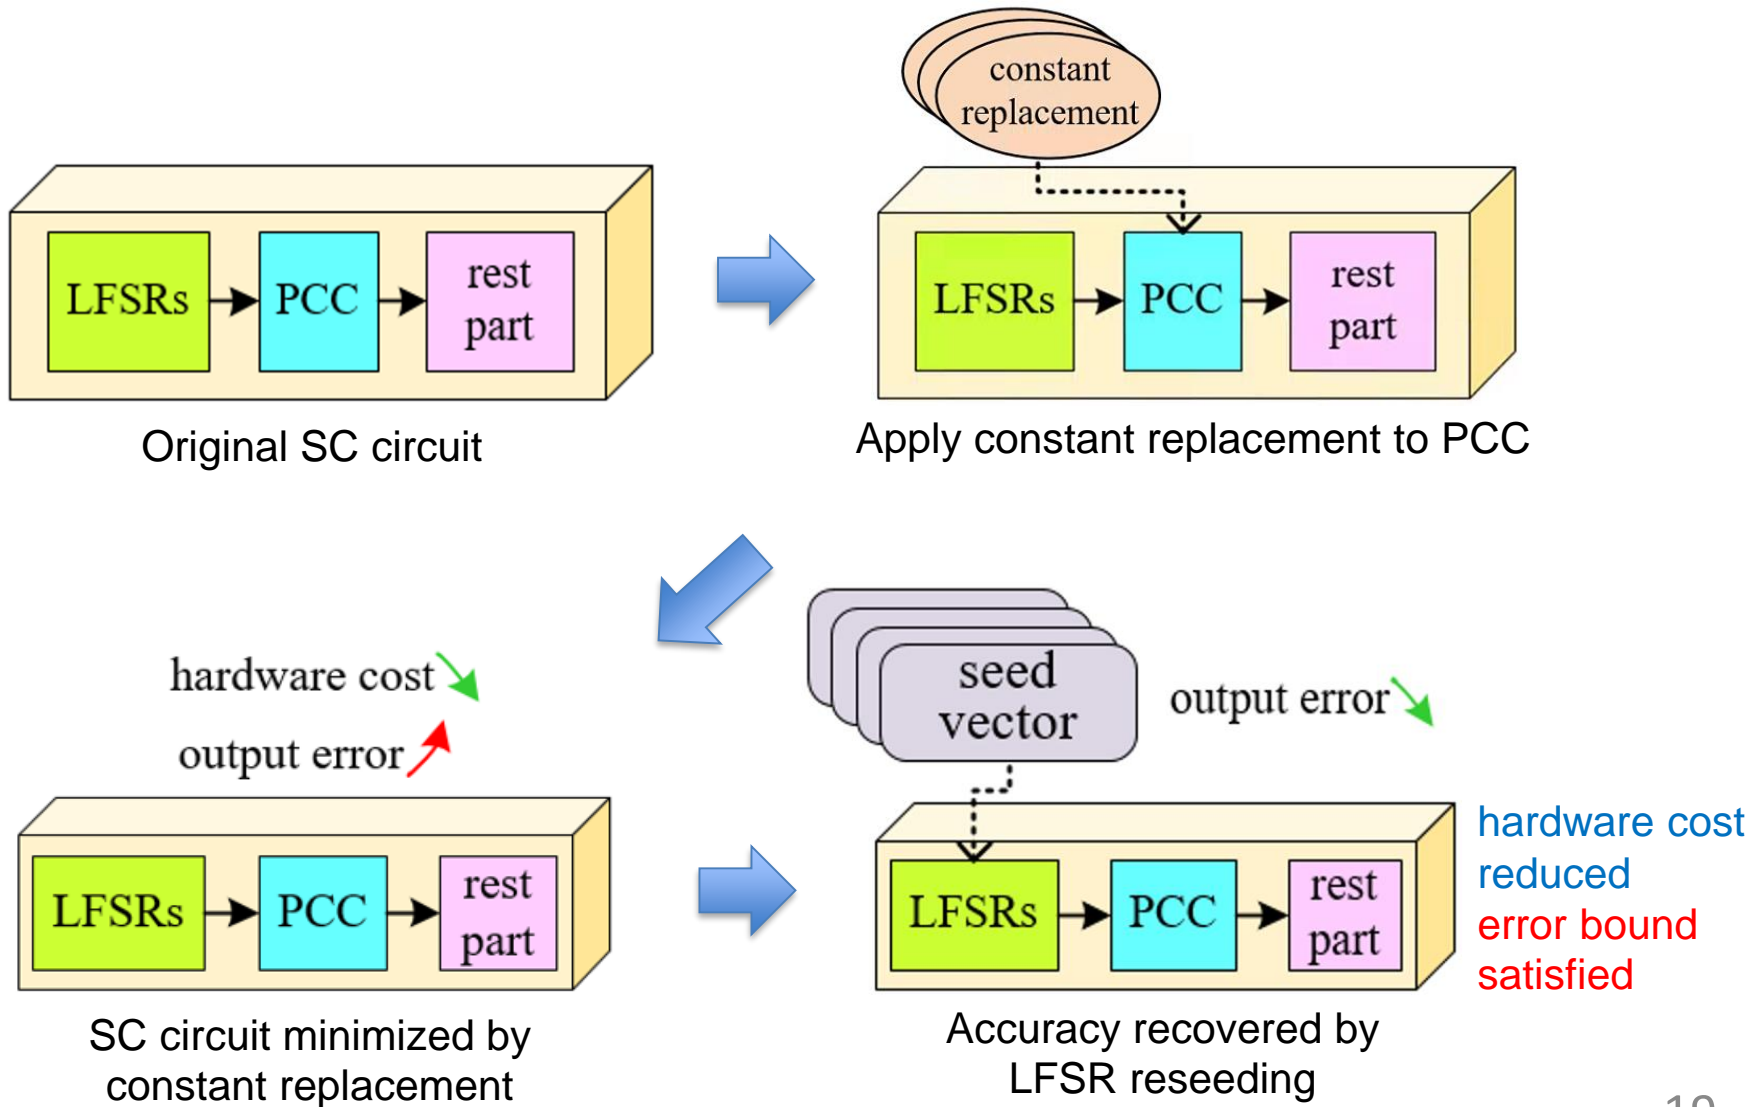 constant
replacement
LFSRs
PCC
rest
part
LFSRs
PCC
rest
part
Original SC circuit
Apply constant replacement to PCC
hardware cost
output error
seed
vector
output error
LFSRs
PCC
rest
part
LFSRs
PCC
rest
part
hardware cost
reduced
error bound
satisfied
SC circuit minimized by
constant replacement
Accuracy recovered by
LFSR reseeding